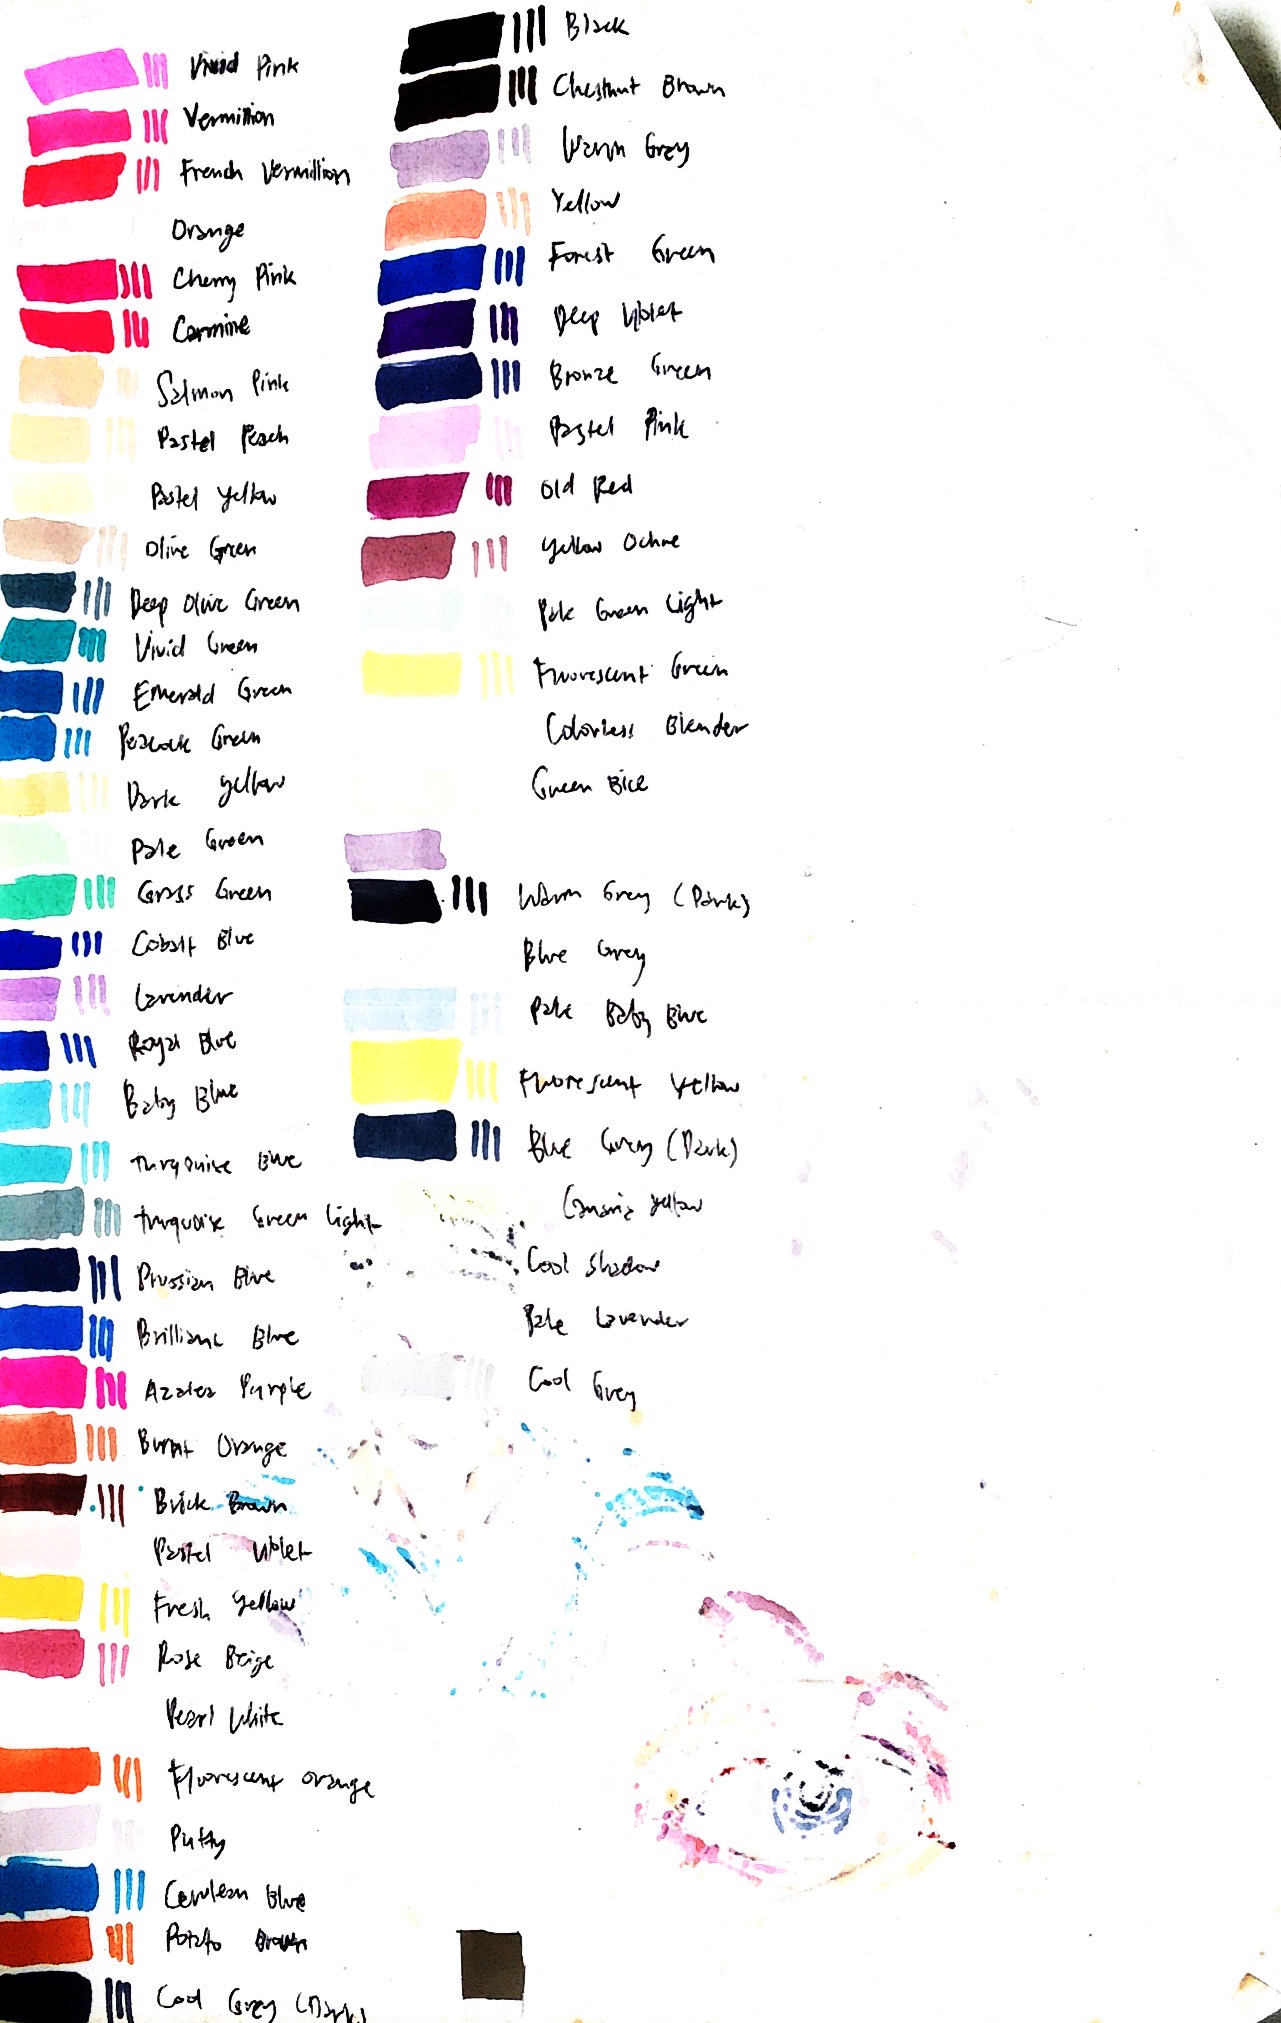 Vivid Pink
Vermillion
French Vermillion
Orange
Cherry Pink
Carmine
Salmon Pink
Pastel Peach
Pastel Yellow
Olive Green
Deep Olive Green
Vivid Green
Emerald Green
Peacock Green
Dark Yellow
Pale Green
Grass Green
Cobalt Blue
Lavender
Royal Blue
Baby Blue
Turquoise Blue
Turquoise Green Light
Prussian Blue
Brilliant Blue
Azalea Purple
Burnt Orange
Brick Brown
Pastel Violet
Fresh Yellow
Rose Beige
Pearl White
Fluorescent Orange
Putty
Cerulean Blue
Potato Brown
Cool Grey (Dark)
Black
Chestnut Brown
Warm Grey
Yellow
Forest Green
Deep Violet
Bronze Green
Pastel Pink
Old Red
Yellow Ochre
Pale Green Light
Fluorescent Green
Colorless Blender
Green Bice
Warm Grey (Dark)
Blue Grey
Pale Baby Blue
Fluorescent Yellow
Blue Grey (Dark)
Canaria Yellow
Cool Shadow
Pale Lavender
Cool Grey